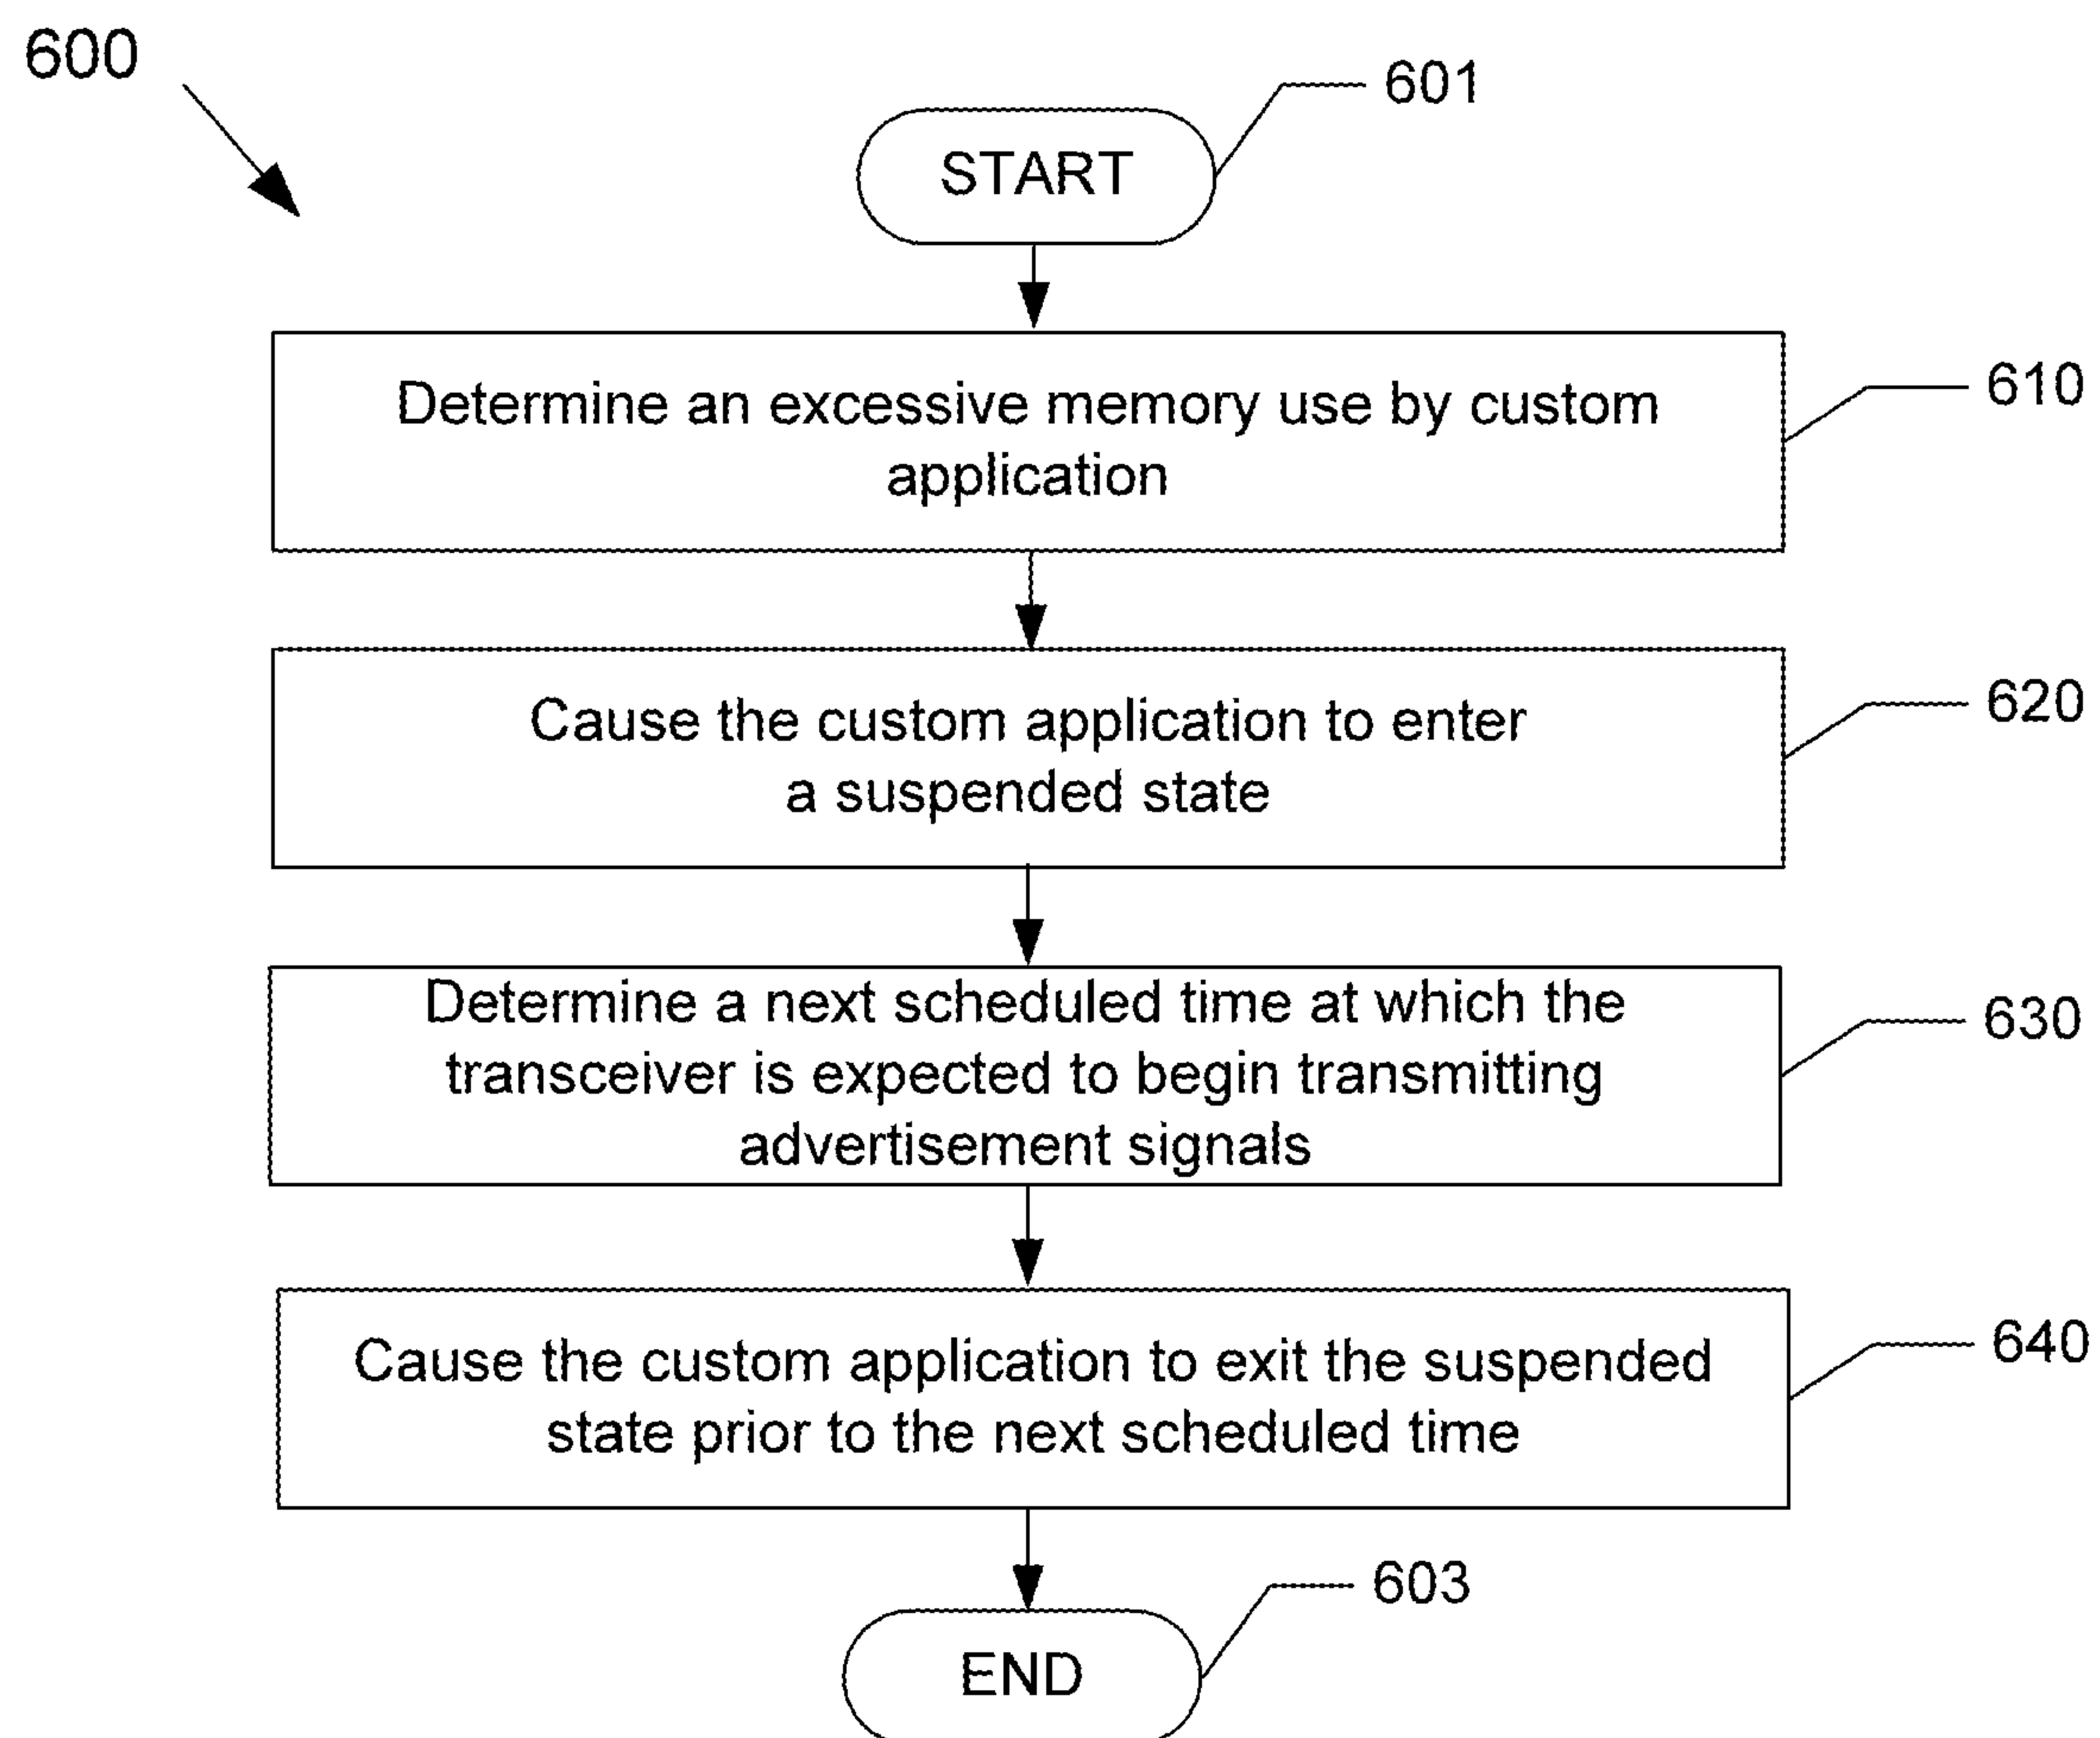 600
601
START
Determine an excessive memory use by custom
application
610
Cause the custom application to enter
a suspended state
620
Determine a next scheduled time at which the
transceiver is expected to begin transmitting
advertisement signals
630
Cause the custom application to exit the suspended
state prior to the next scheduled time
640
603
END